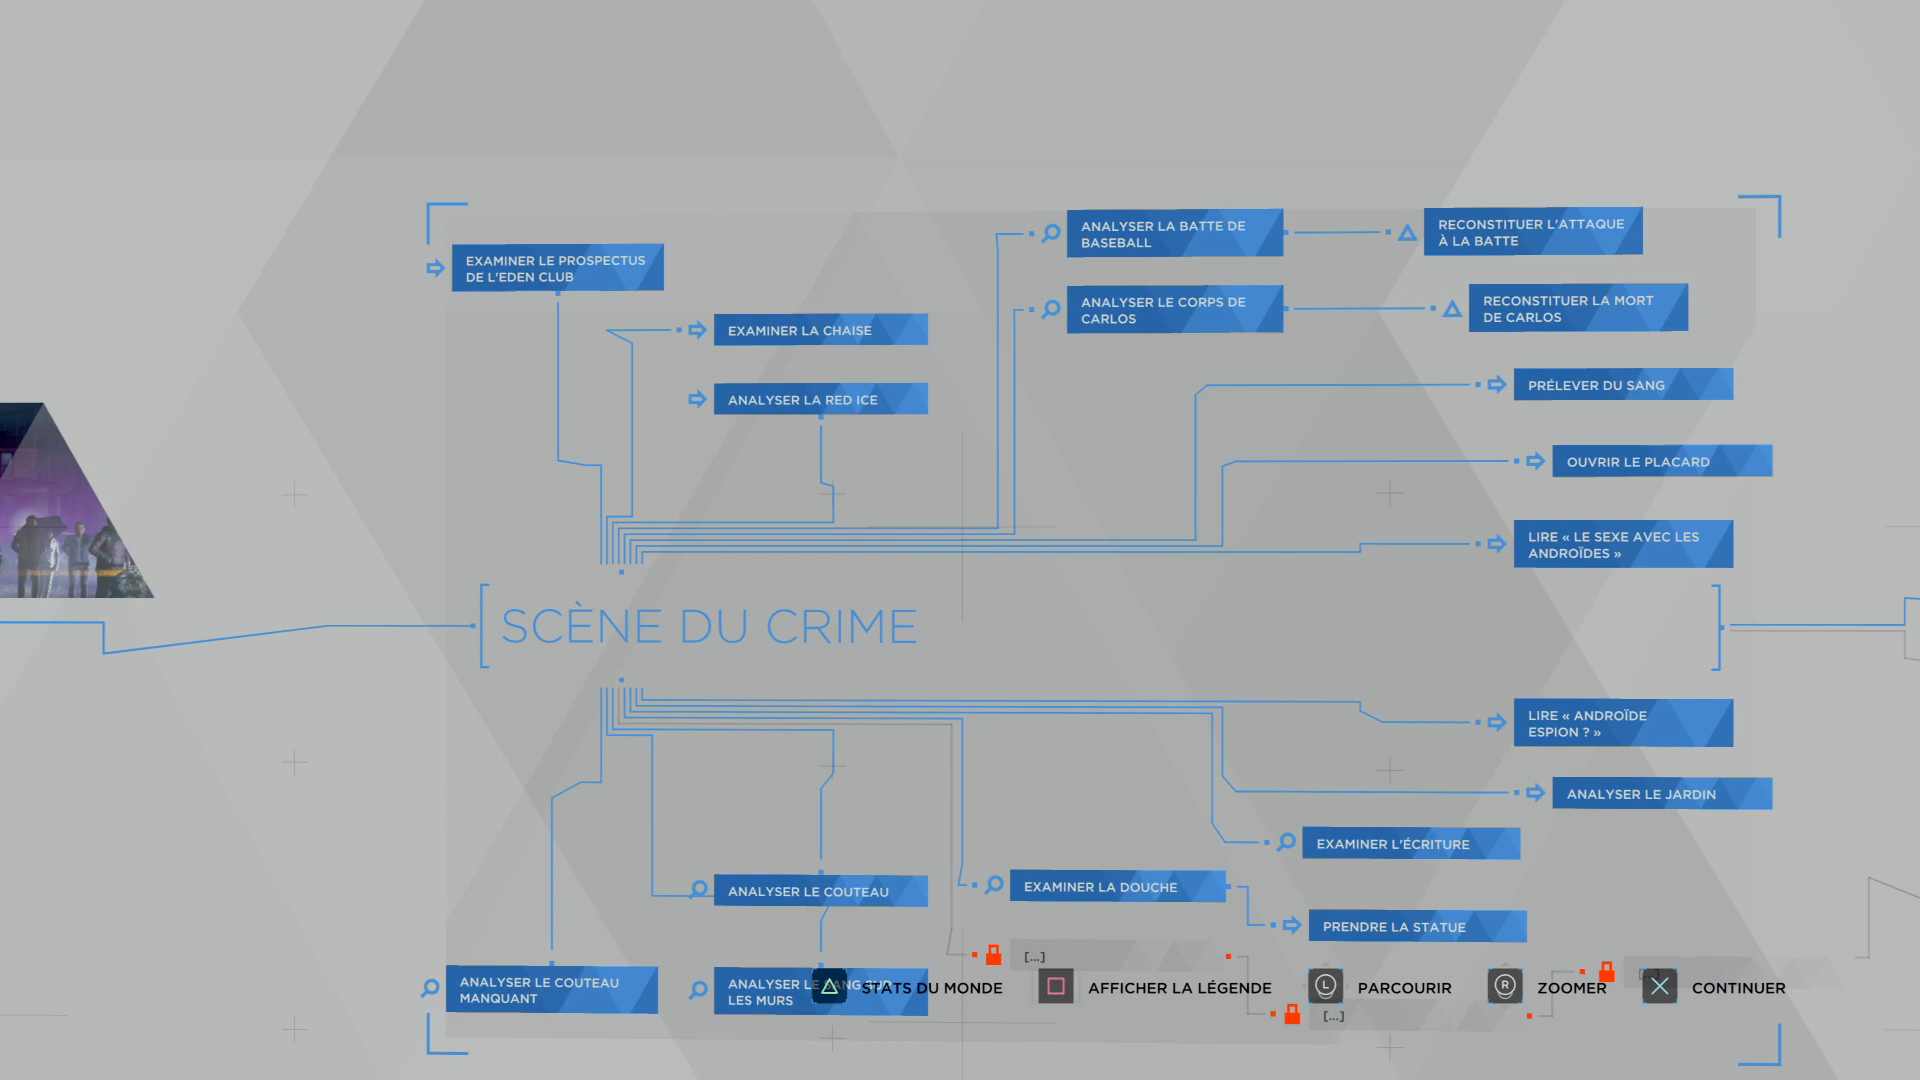 ANALYSER LA BATTE DE
BASEBALL
RECONSTITUER L'ATTAQUE
À LA BATTE
EXAMINER LE PROSPECTUS
DE L'EDEN CLUB
ANALYSER LE CORPS DE
CARLOS
RECONSTITUER LA MORT
DE CARLOS
EXAMINER LA CHAISE
PRÉLEVER DU SANG
ANALYSER LA RED ICE
OUVRIR LE PLACARD
LIRE « LE SEXE AVEC LES
ANDROÏDES »
SCÈNE DU CRIME
LIRE « ANDROÏDE
ESPION ? »
ANALYSER LE JARDIN
EXAMINER L'ÉCRITURE
ANALYSER LE COUTEAU
EXAMINER LA DOUCHE
PRENDRE LA STATUE
[...]
ANALYSER LE COUTEAU
MANQUANT
ANALYSER LE SANG SUR
LES MURS
STATS DU MONDE
AFFICHER LA LÉGENDE
L
PARCOURIR
R
ZOOMER
CONTINUER
[...]